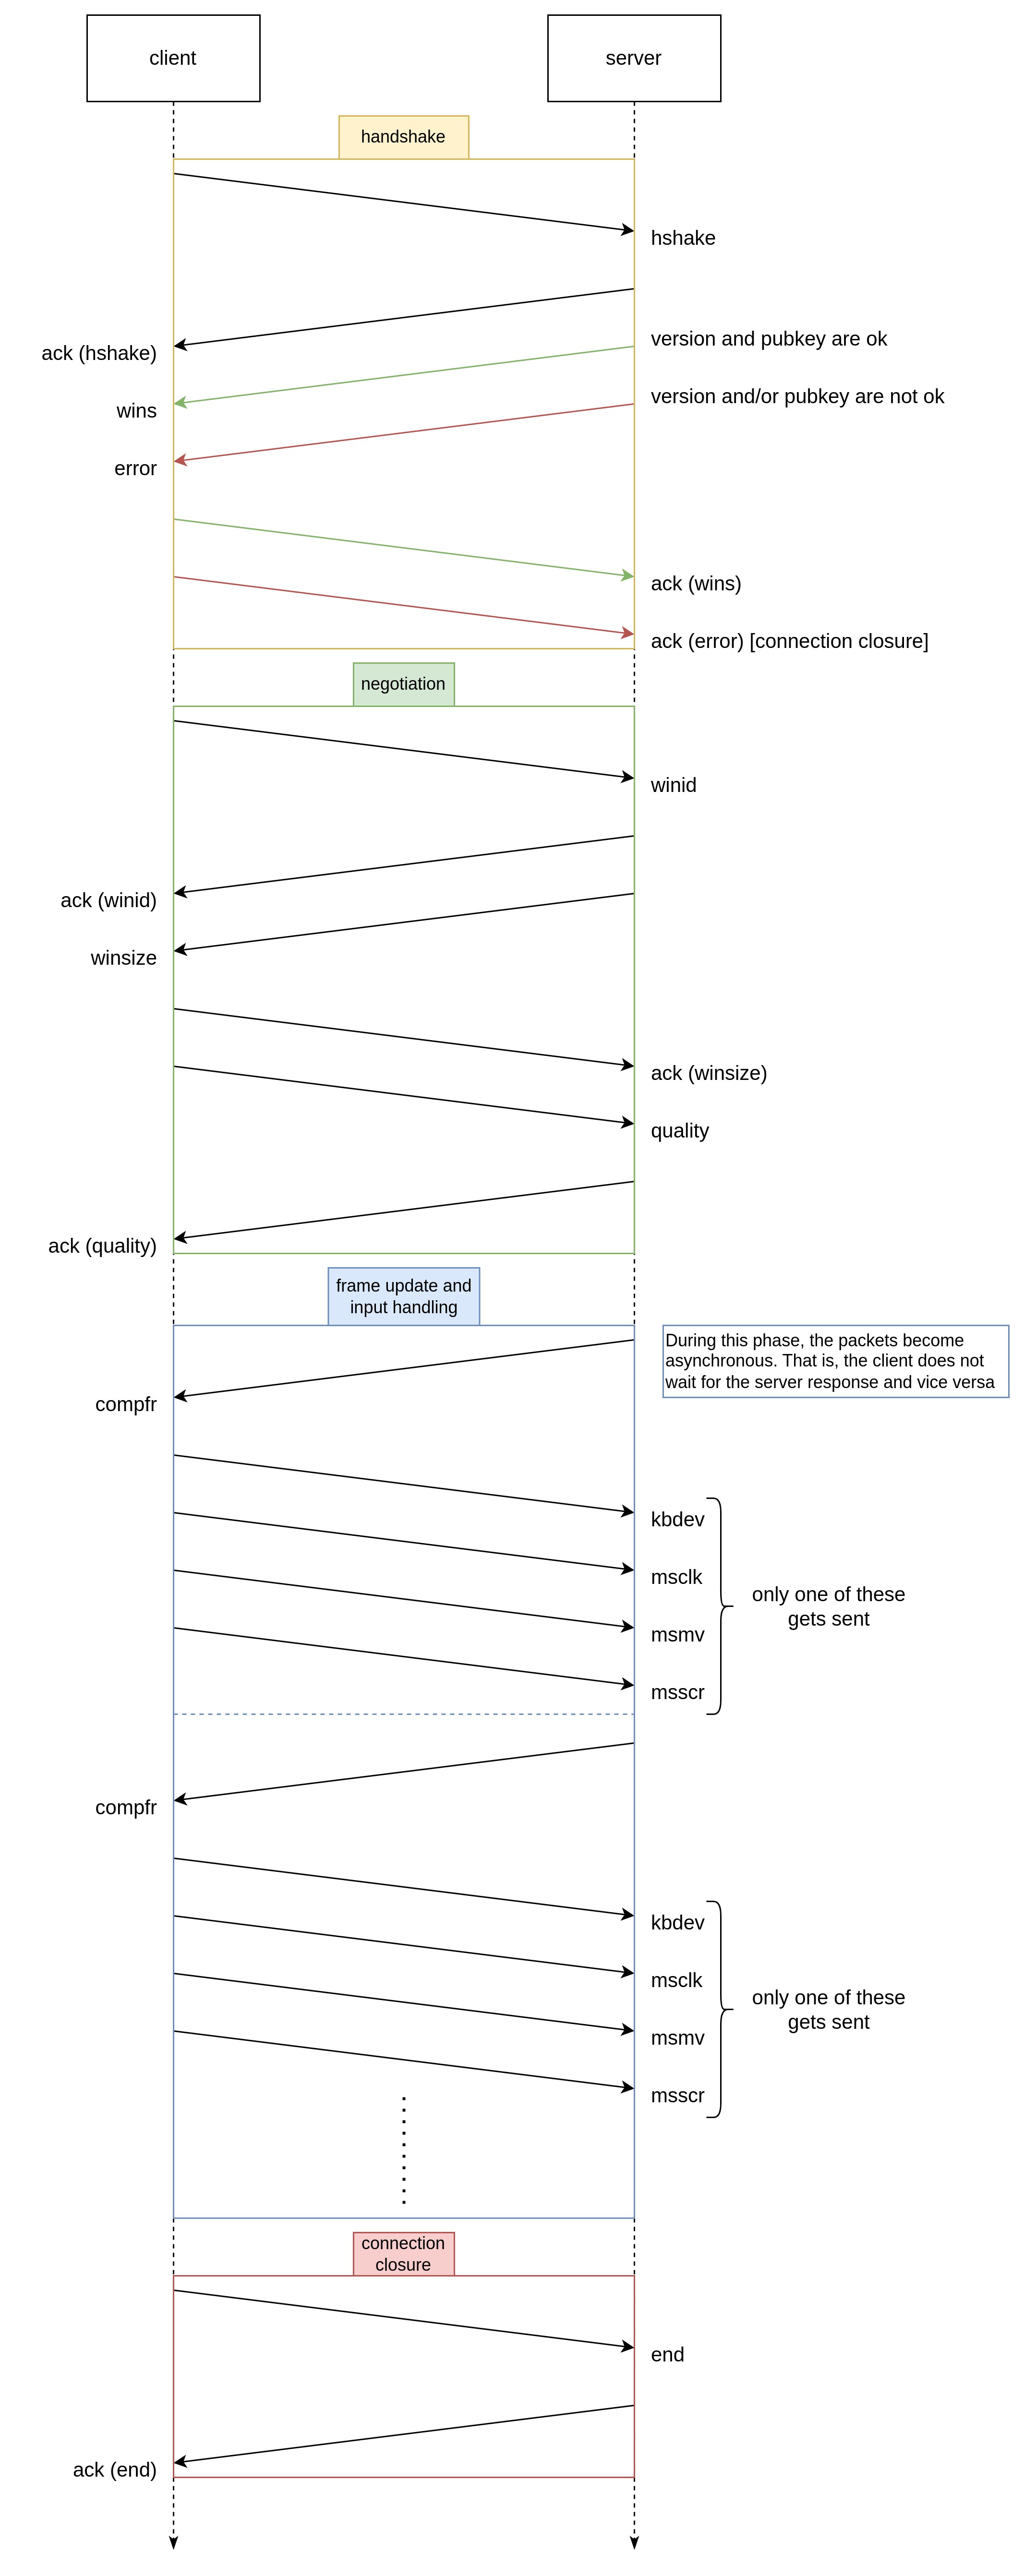 client
server
handshake
hshake
ack (hshake)
version and pubkey are ok
wins
version and/or pubkey are not ok
error
ack (wins)
ack (error) [connection closure]
negotiation
winid
ack (winid)
winsize
ack (winsize)
quality
ack (quality)
frame update and
input handling
During this phase, the packets become
asynchronous. That is, the client does not
wait for the server response and vice versa
compfr
kbdev
msclk
msmv
msscr
only one of these
gets sent
compfr
kbdev
msclk
msmv
msscr
only one of these
gets sent
connection
closure
end
ack (end)